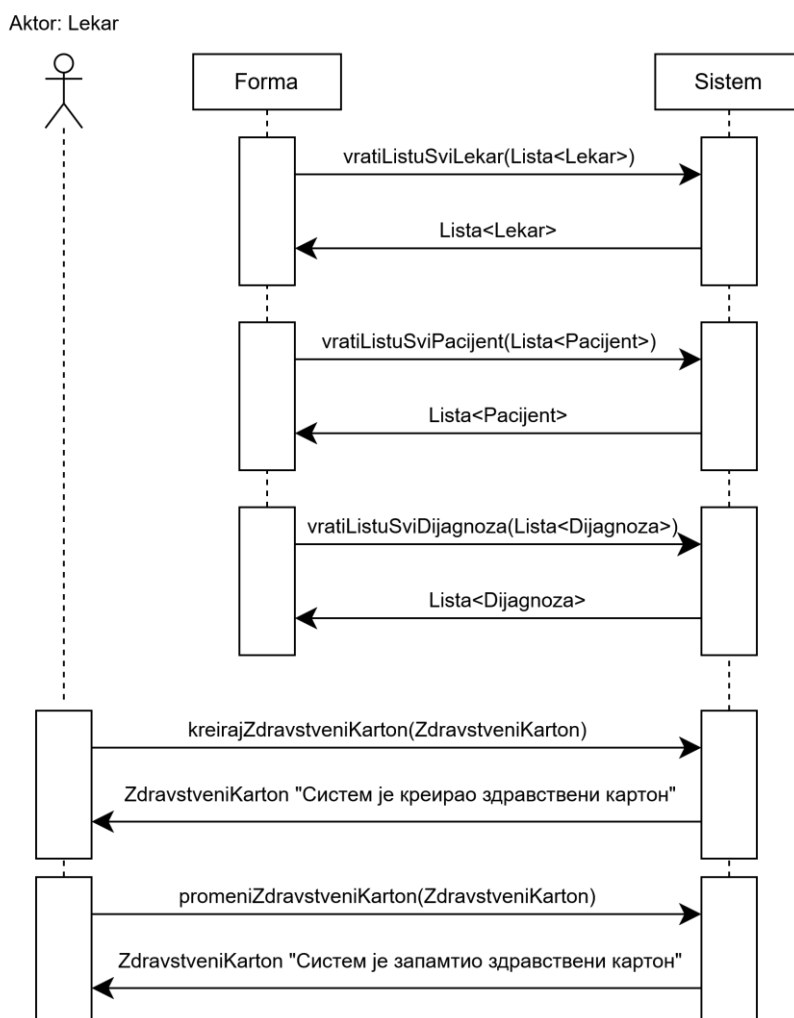 Aktor: Lekar
Forma
Sistem
vratiListuSviLekar(Lista<Lekar>)
Lista<Lekar>
vratiListuSviPacijent(Lista<Pacijent>)
Lista<Pacijent>
vratiListuSviDijagnoza(Lista<Dijagnoza>)
Lista<Dijagnoza>
kreirajZdravstveniKarton(ZdravstveniKarton)
ZdravstveniKarton "Систем је креирао здравствени картон"
promeniZdravstveniKarton(ZdravstveniKarton)
ZdravstveniKarton "Систем је запамтио здравствени картон"